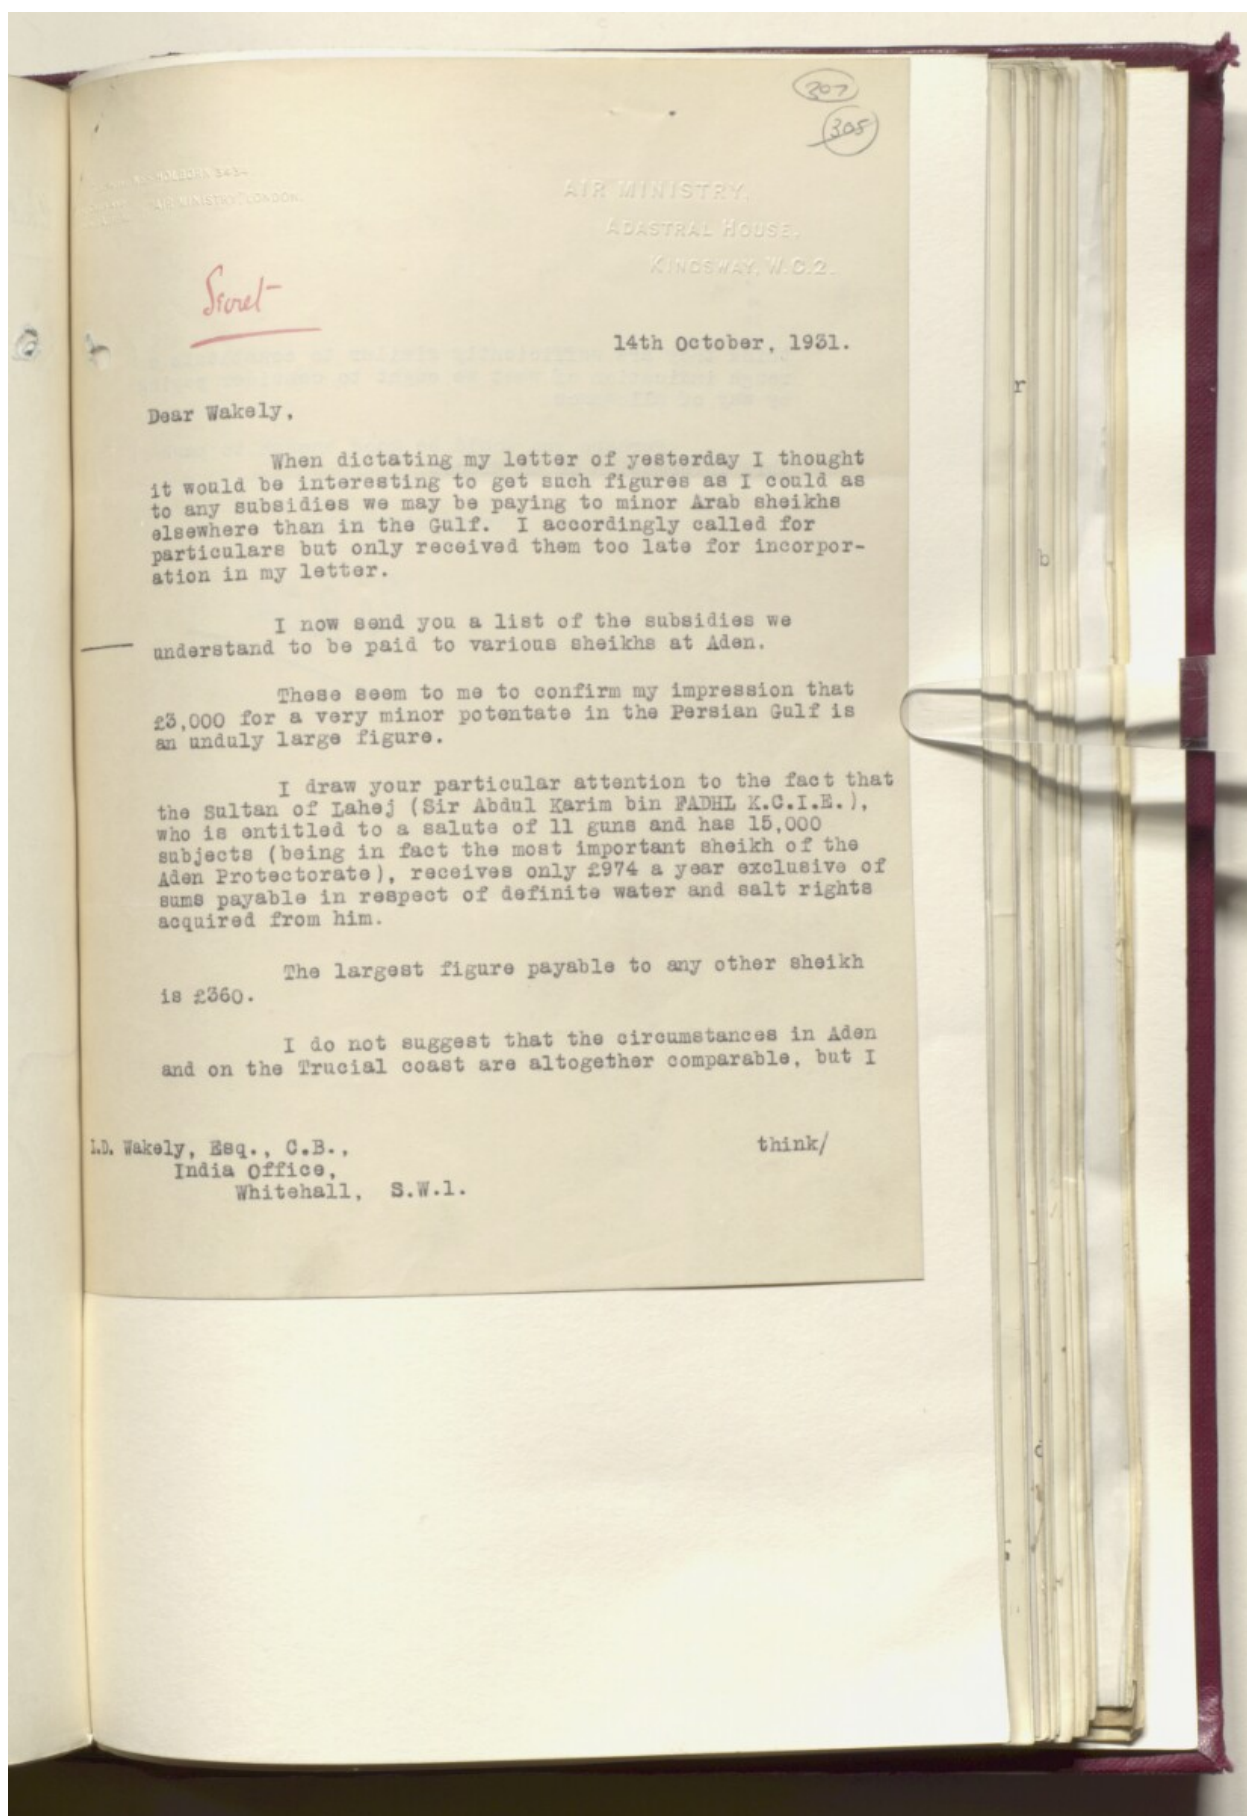 307
305
HOLBORN 3434.
AIR MINISTRY, LONDON.
AIR MINISTRY,
ADASTRAL HOUSE,
KINGSWAY, W.C.2.
Secret
14th October, 1931.
Dear Wakely,
When dictating my letter of yesterday I thought
it would be interesting to get such figures as I could as
to any subsidies we may be paying to minor Arab sheikhs
elsewhere than in the Gulf. I accordingly called for
particulars but only received them too late for incorpor-
ation in my letter.
I now send you a list of the subsidies we
understand to be paid to various sheikhs at Aden.
These seem to me to confirm my impression that
£3,000 for a very minor potentate in the Persian Gulf is
an unduly large figure.
I draw your particular attention to the fact that
the Sultan of Lahej (Sir Abdul Karim bin FADHL K.C.I.E.),
who is entitled to a salute of 11 guns and has 15,000
subjects (being in fact the most important sheikh of the
Aden Protectorate), receives only £974 a year exclusive of
sums payable in respect of definite water and salt rights
acquired from him.
The largest figure payable to any other sheikh
is £360.
I do not suggest that the circumstances in Aden
and on the Trucial coast are altogether comparable, but I
think/
L.D. Wakely, Esq., C.B.,
India Office,
Whitehall, S.W.1.
r
b
d